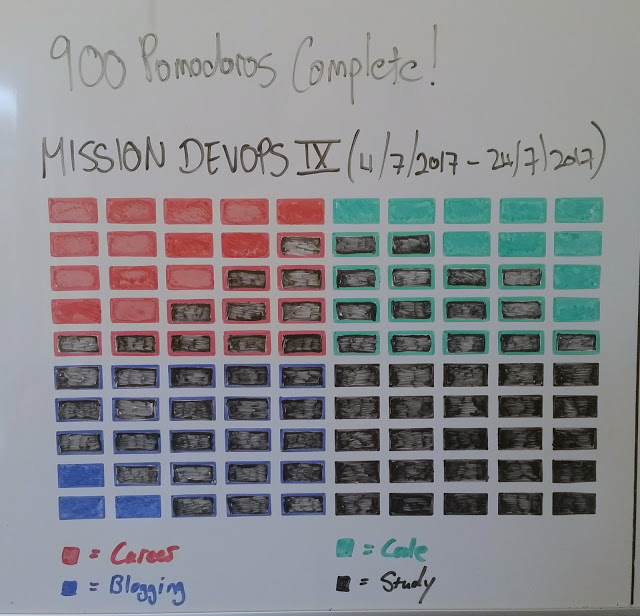 900 Pomodoros Complete!
MISSION DEVOPS IX (4/7/2017 - 24/7/2017)
= Career
= Code
= Blogging
= Study